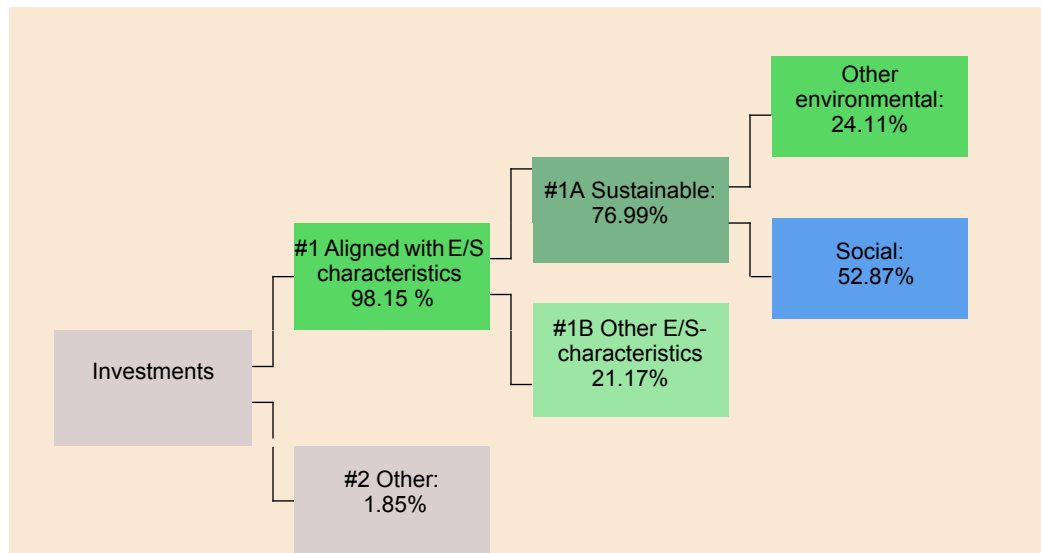 Other
environmental:
24.11%
#1A Sustainable:
76.99%
#1 Aligned with E/S
characteristics
98.15 %
Social:
52.87%
#1B Other E/S-
characteristics
21.17%
Investments
#2 Other:
1.85%